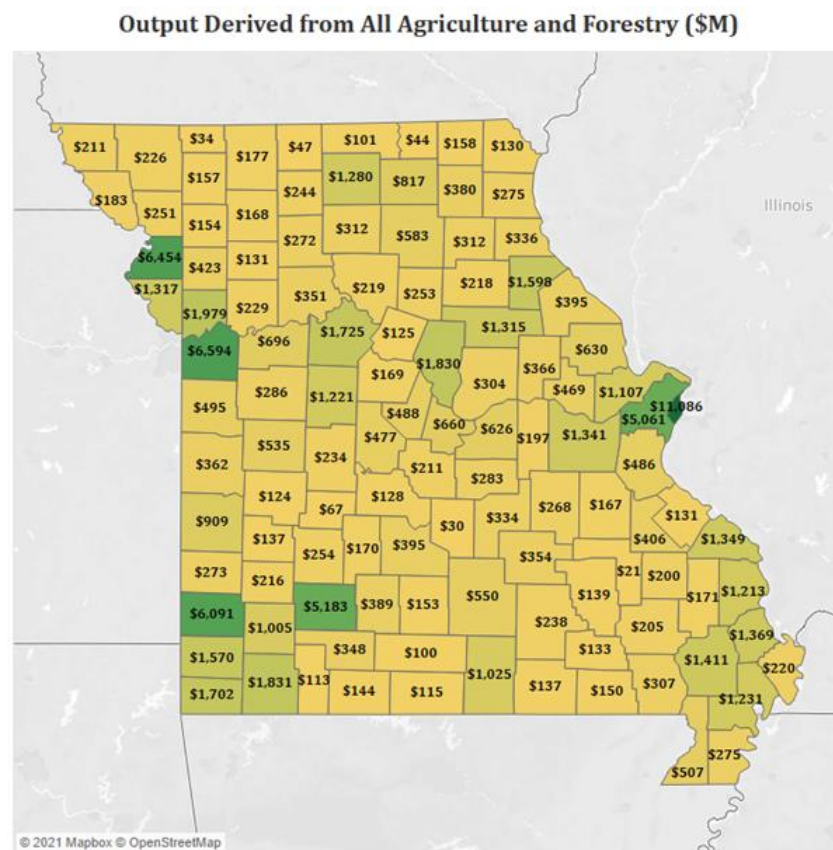 Output Derived from All Agriculture and Forestry ($M)
$211 $226 $34 $177 $47 $101 $44 $158 $130
$157 $1,280 $817
$183 $244 $380 $275
$251 $154 $168
$272 $312 $583 $312 $336
Illinois
$6,454 $423 $131
$1,317 $219 $253 $218 $1,598
$1,979 $229 $351 $395
$6,594 $696 $1,725 $125 $1,315
$1,830 $630
$169 $304 $366
$495 $286 $1,221 $469 $1,107
$488 $11,086
$660 $626 $5,061
$535 $477 $197 $1,341
$362 $234 $211 $486
$283
$124 $128
$67 $268 $167
$909 $30 $334 $131
$137 $254 $170 $395 $406 $1,349
$273 $354
$216 $139 $21 $200 $171 $1,213
$6,091 $5,183 $389 $153 $550
$1,005 $238 $205
$348 $133 $1,369
$1,570 $100 $1,411 $220
$1,702 $1,831 $113 $1,025
$144 $115 $137 $150 $307 $1,231
$275
$507
© 2021 Mapbox © OpenStreetMap